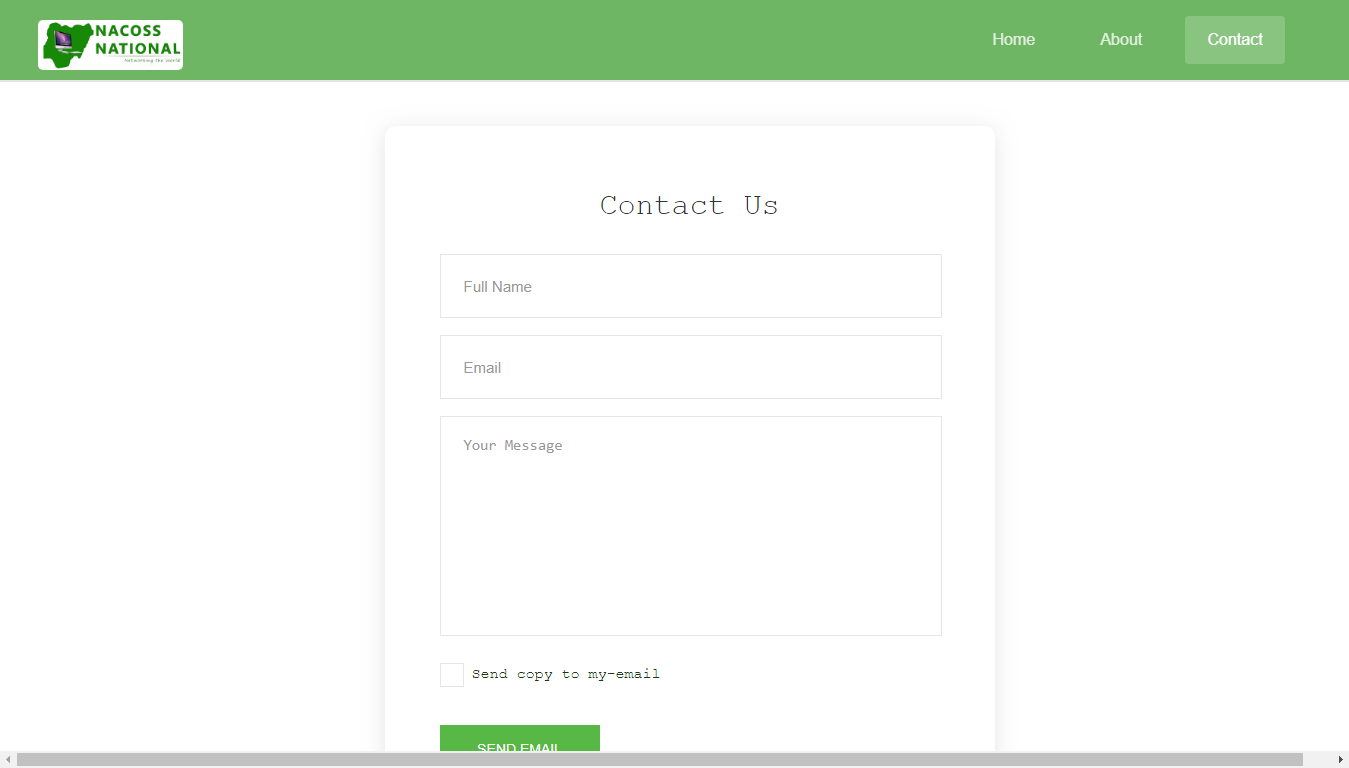 NACOSS
NATIONAL
Networking The World
Home
About
Contact
Contact Us
Full Name
Email
Your Message
Send copy to my-email
SEND EMAIL